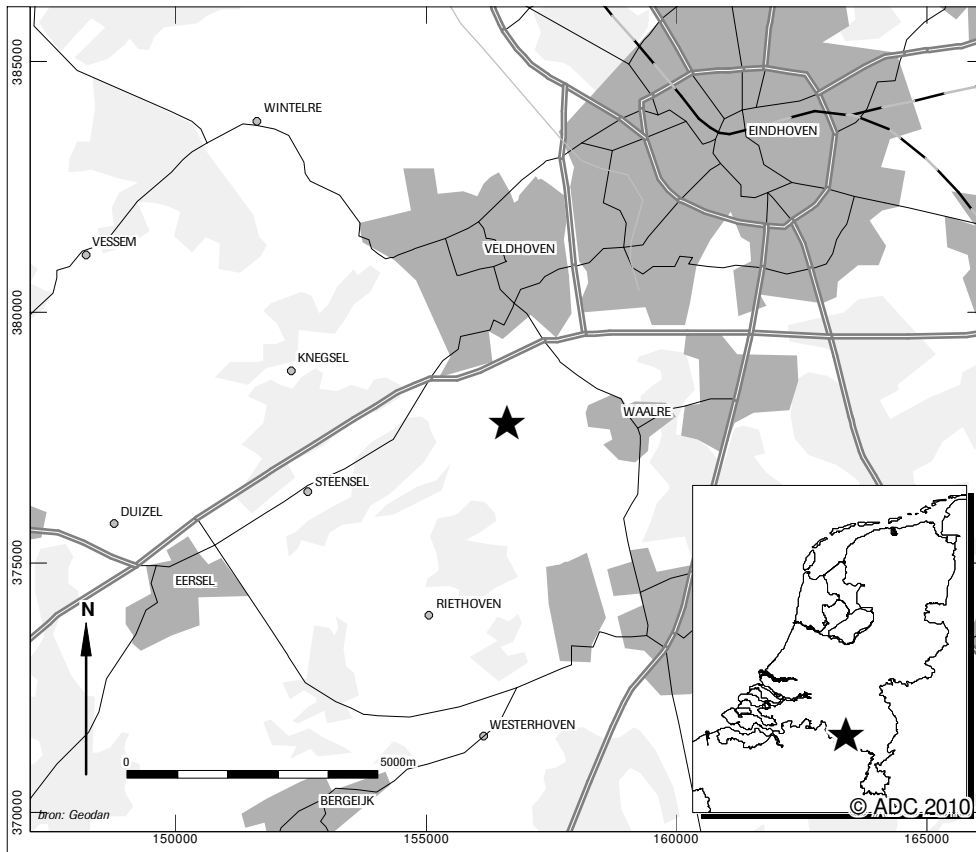 385000
WINTELRE
EINDHOVEN
VESSEM
VELDHOVEN
380000
KNEGSEL
WAALRE
STEENSEL
DUIZEL
375000
EERSEL
RIETHOVEN
N
WESTERHOVEN
0
5000m
BERGEIJK
370000
bron: Geodan
© ADC 2010
150000
155000
160000
165000